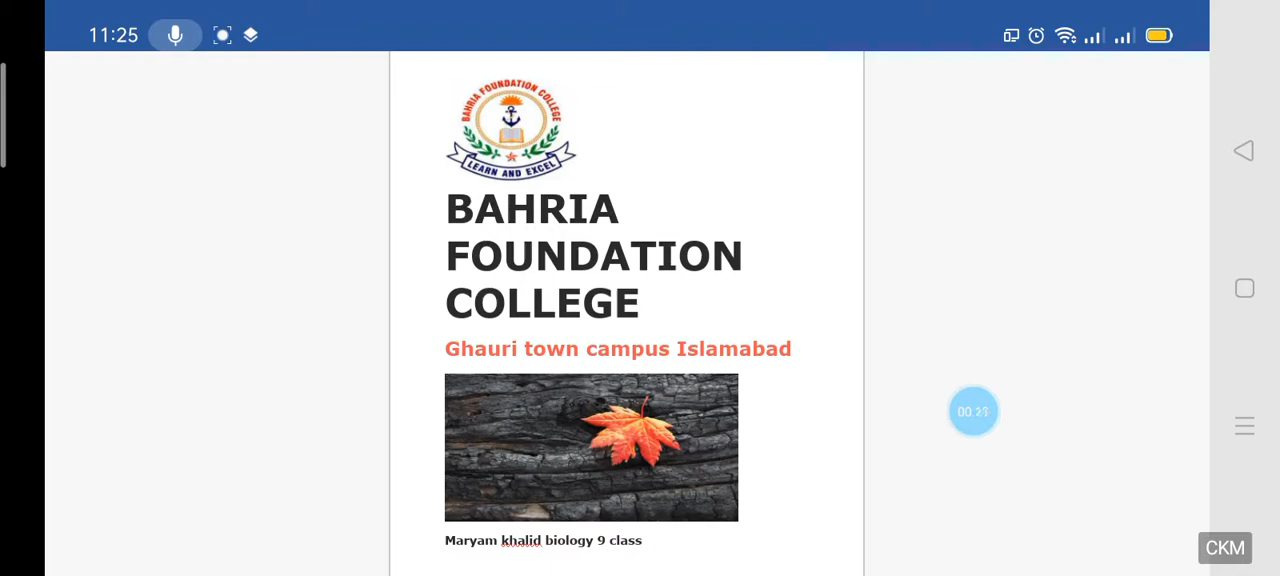 11:25
BAHRIA FOUNDATION COLLEGE
LEARN AND EXCEL
BAHRIA
FOUNDATION
COLLEGE
Ghauri town campus Islamabad
Maryam khalid biology 9 class
CKM